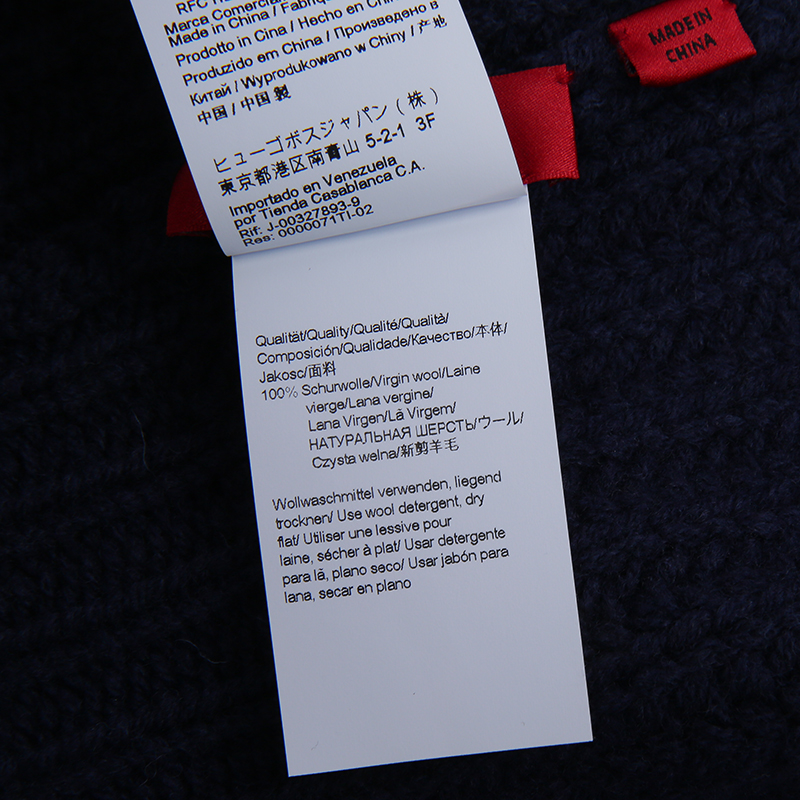 RFC
Marca Comercial
Made in China / Fabriq
Prodotto in Cina / Hecho en Chin
Produzido em China / Произведено в
Китай / Wyprodukowano w Chiny / 产地
中国 / 中国 製
ヒューゴボスジャパン ( 株 )
東京都港区南青山 5-2-1 3F
Importado en Venezuela
por Tienda Casablanca C.A.
Rif: J-00327893-9
Res: 0000071TI-02
MADE IN
CHINA
Qualität/Quality/Qualité/Qualità/
Composición/Qualidade/Качество/本体/
Jakosc/面料
100% Schurwolle/Virgin wool/Laine
vierge/Lana vergine/
Lana Virgen/Lã Virgem/
НАТУРАЛЬНАЯ ШЕРСТЬ/ウール/
Czysta welna/新剪羊毛
Wollwaschmittel verwenden, liegend
trocknen/ Use wool detergent, dry
flat/ Utiliser une lessive pour
laine, sécher à plat/ Usar detergente
para lã, plano seco/ Usar jabón para
lana, secar en plano